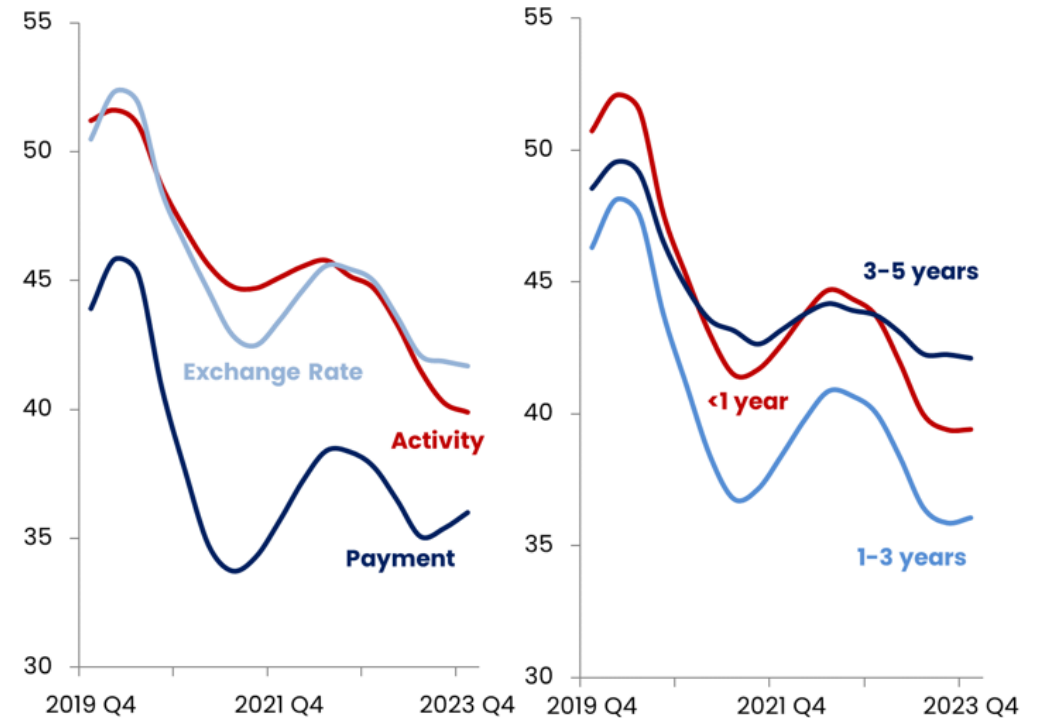 55
50
45
40
35
30
Exchange Rate
Activity
Payment
2019 Q4
2021 Q4
2023 Q4
55
50
45
40
35
30
3-5 years
<1 year
1-3 years
2019 Q4
2021 Q4
2023 Q4